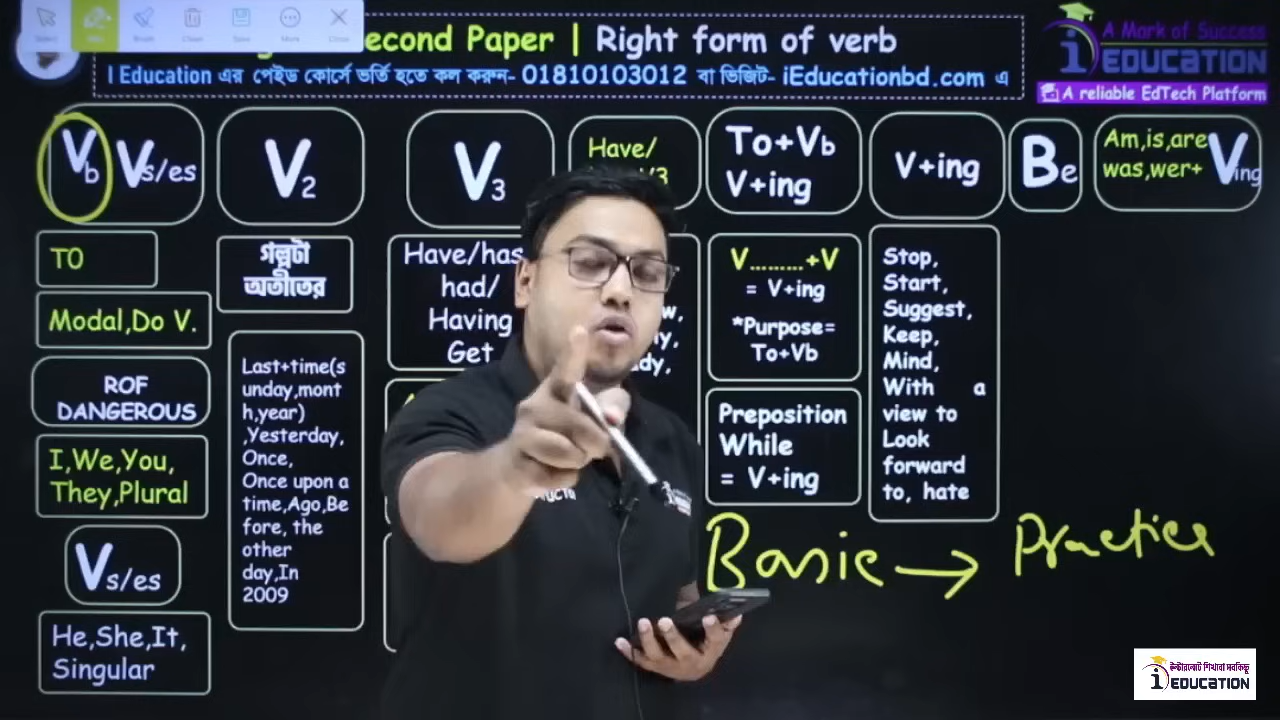 Second Paper | Right form of verb
I Education এর পেইড কোর্সে ভর্তি হতে কল করুন- 01810103012 বা ভিজিট- iEducationbd.com এ
A Mark of Success
iEDUCATION
A reliable EdTech Platform
Vb Vs/es
V2
V3
Have/
V3
To+Vb
V+ing
V+ing
Be
Am,is,are
was,wer+ Ving
TO
Modal,Do V.
ROF
DANGEROUS
I,We,You,
They,Plural
Vs/es
He,She,It,
Singular
গল্পটা
অতীতের
Last+time(s
unday,mont
h,year)
,Yesterday,
Once,
Once upon a
time,Ago,Be
fore, the
other
day,In
2009
Have/has
had/
Having
Get
V.........+V
= V+ing
*Purpose=
To+Vb
Preposition
While
= V+ing
Stop,
Start,
Suggest,
Keep,
Mind,
With a
view to
Look
forward
to, hate
Basic → Practice
iEDUCATION